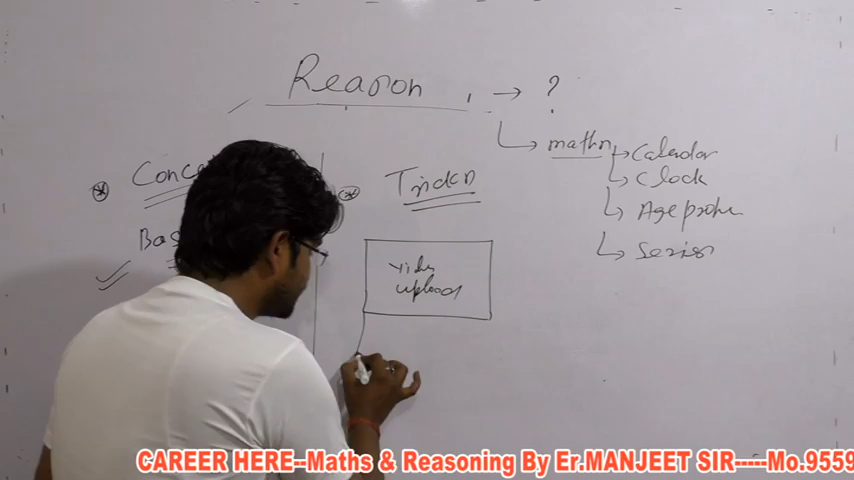 Reason, → ?
maths → Calendar
Clock
Age proble
Series
Conce
Bas
Tricks
video
upload
CAREER HERE--Maths & Reasoning By Er.MANJEET SIR-----Mo.9559